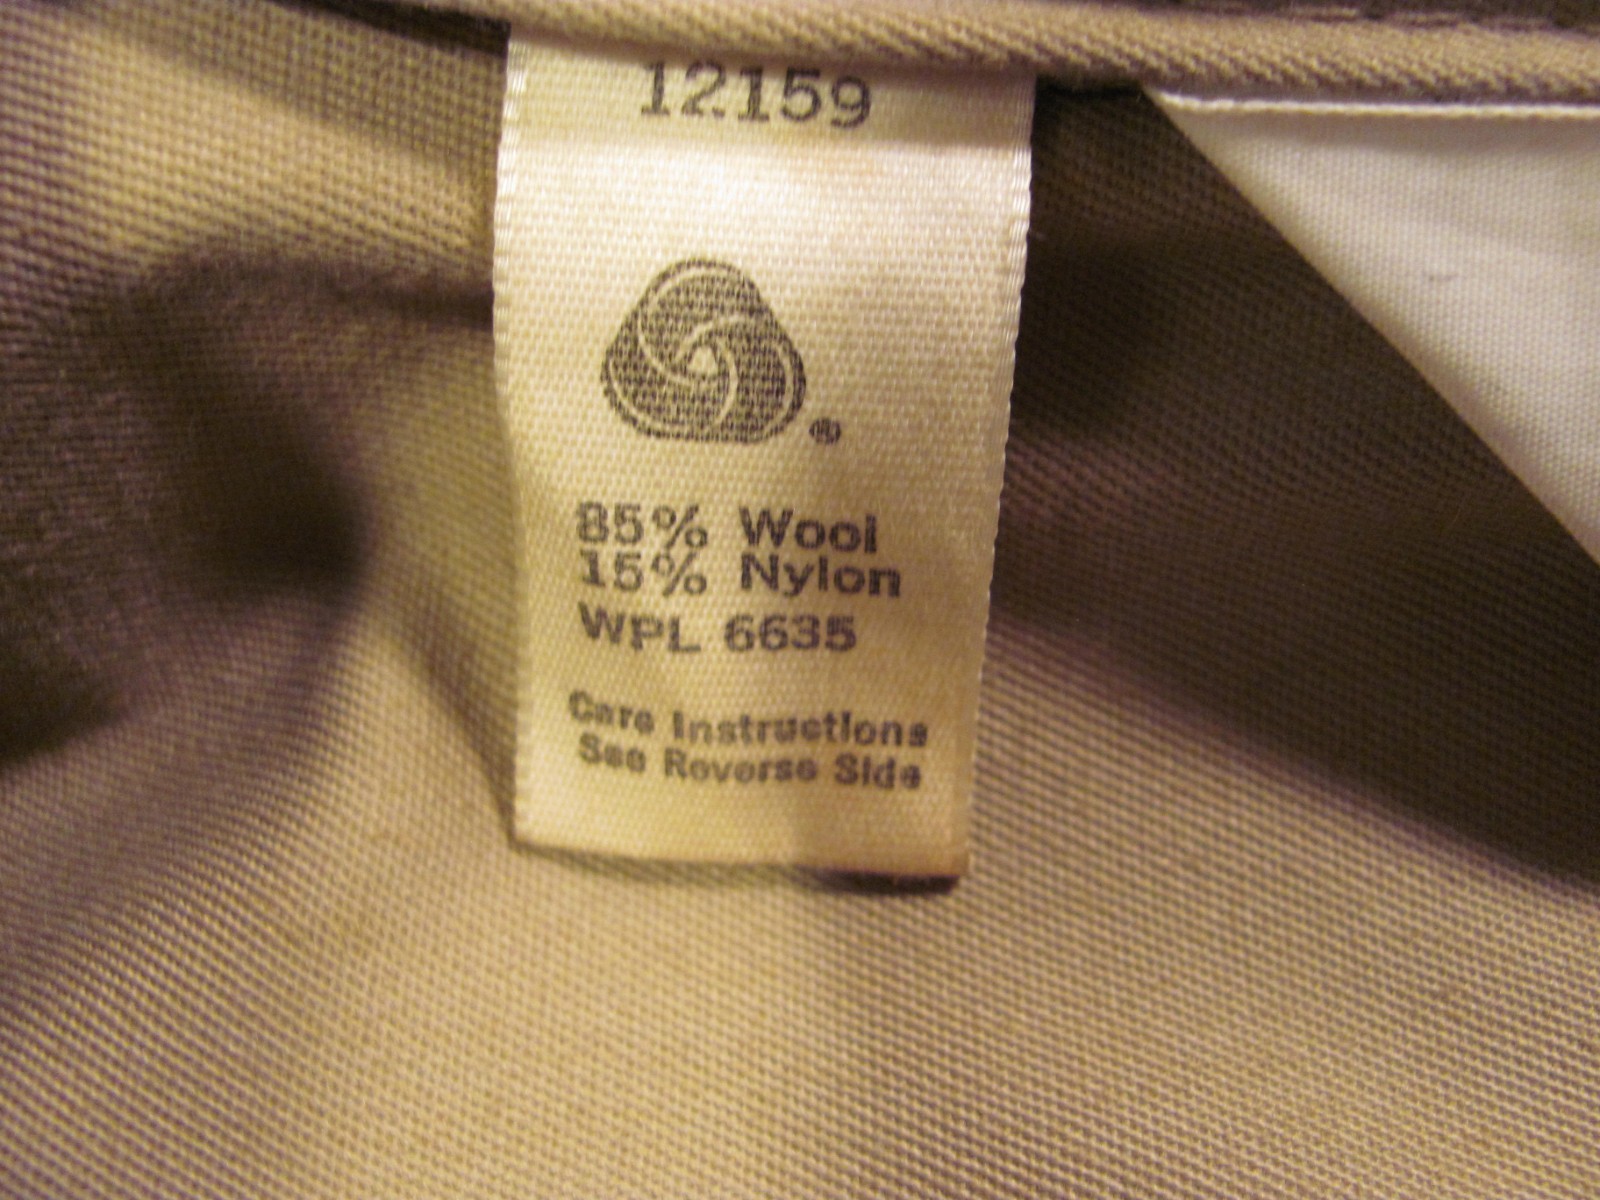 12159
®
85% Wool
15% Nylon
WPL 6635
Care Instructions
See Reverse Side